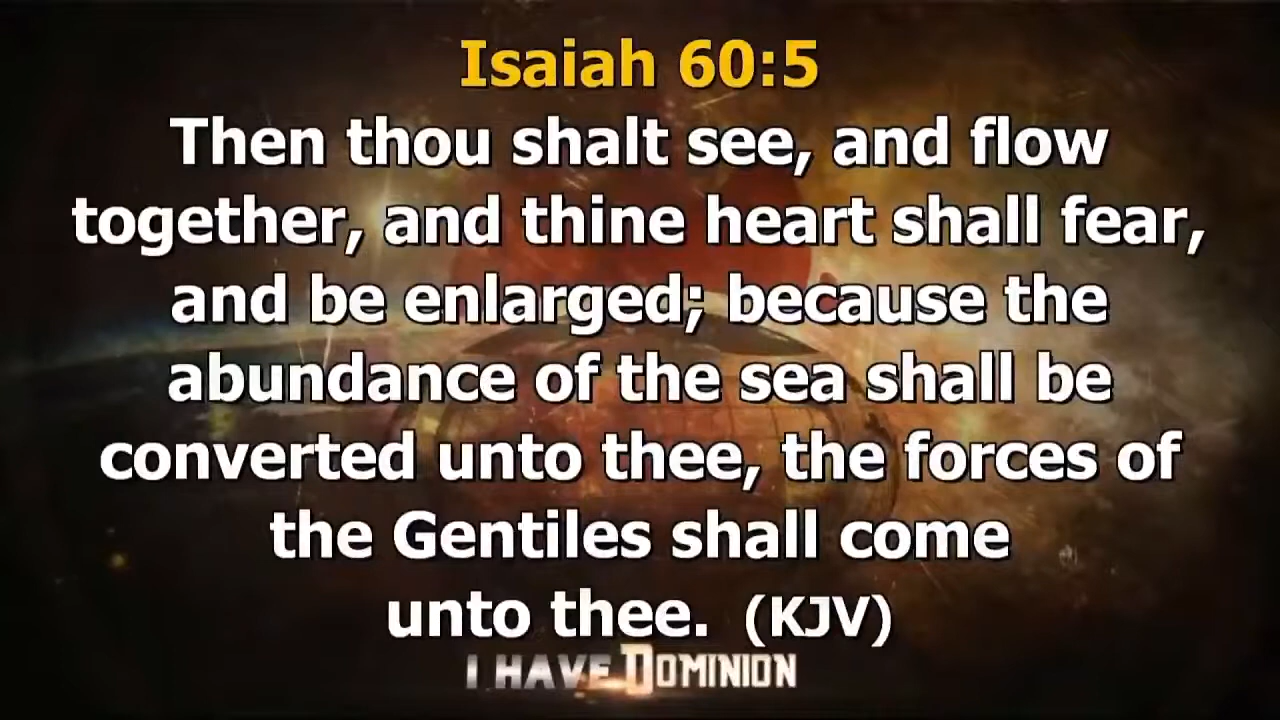 Isaiah 60:5
Then thou shalt see, and flow
together, and thine heart shall fear,
and be enlarged; because the
abundance of the sea shall be
converted unto thee, the forces of
the Gentiles shall come
unto thee. (KJV)
I HAVE DOMINION